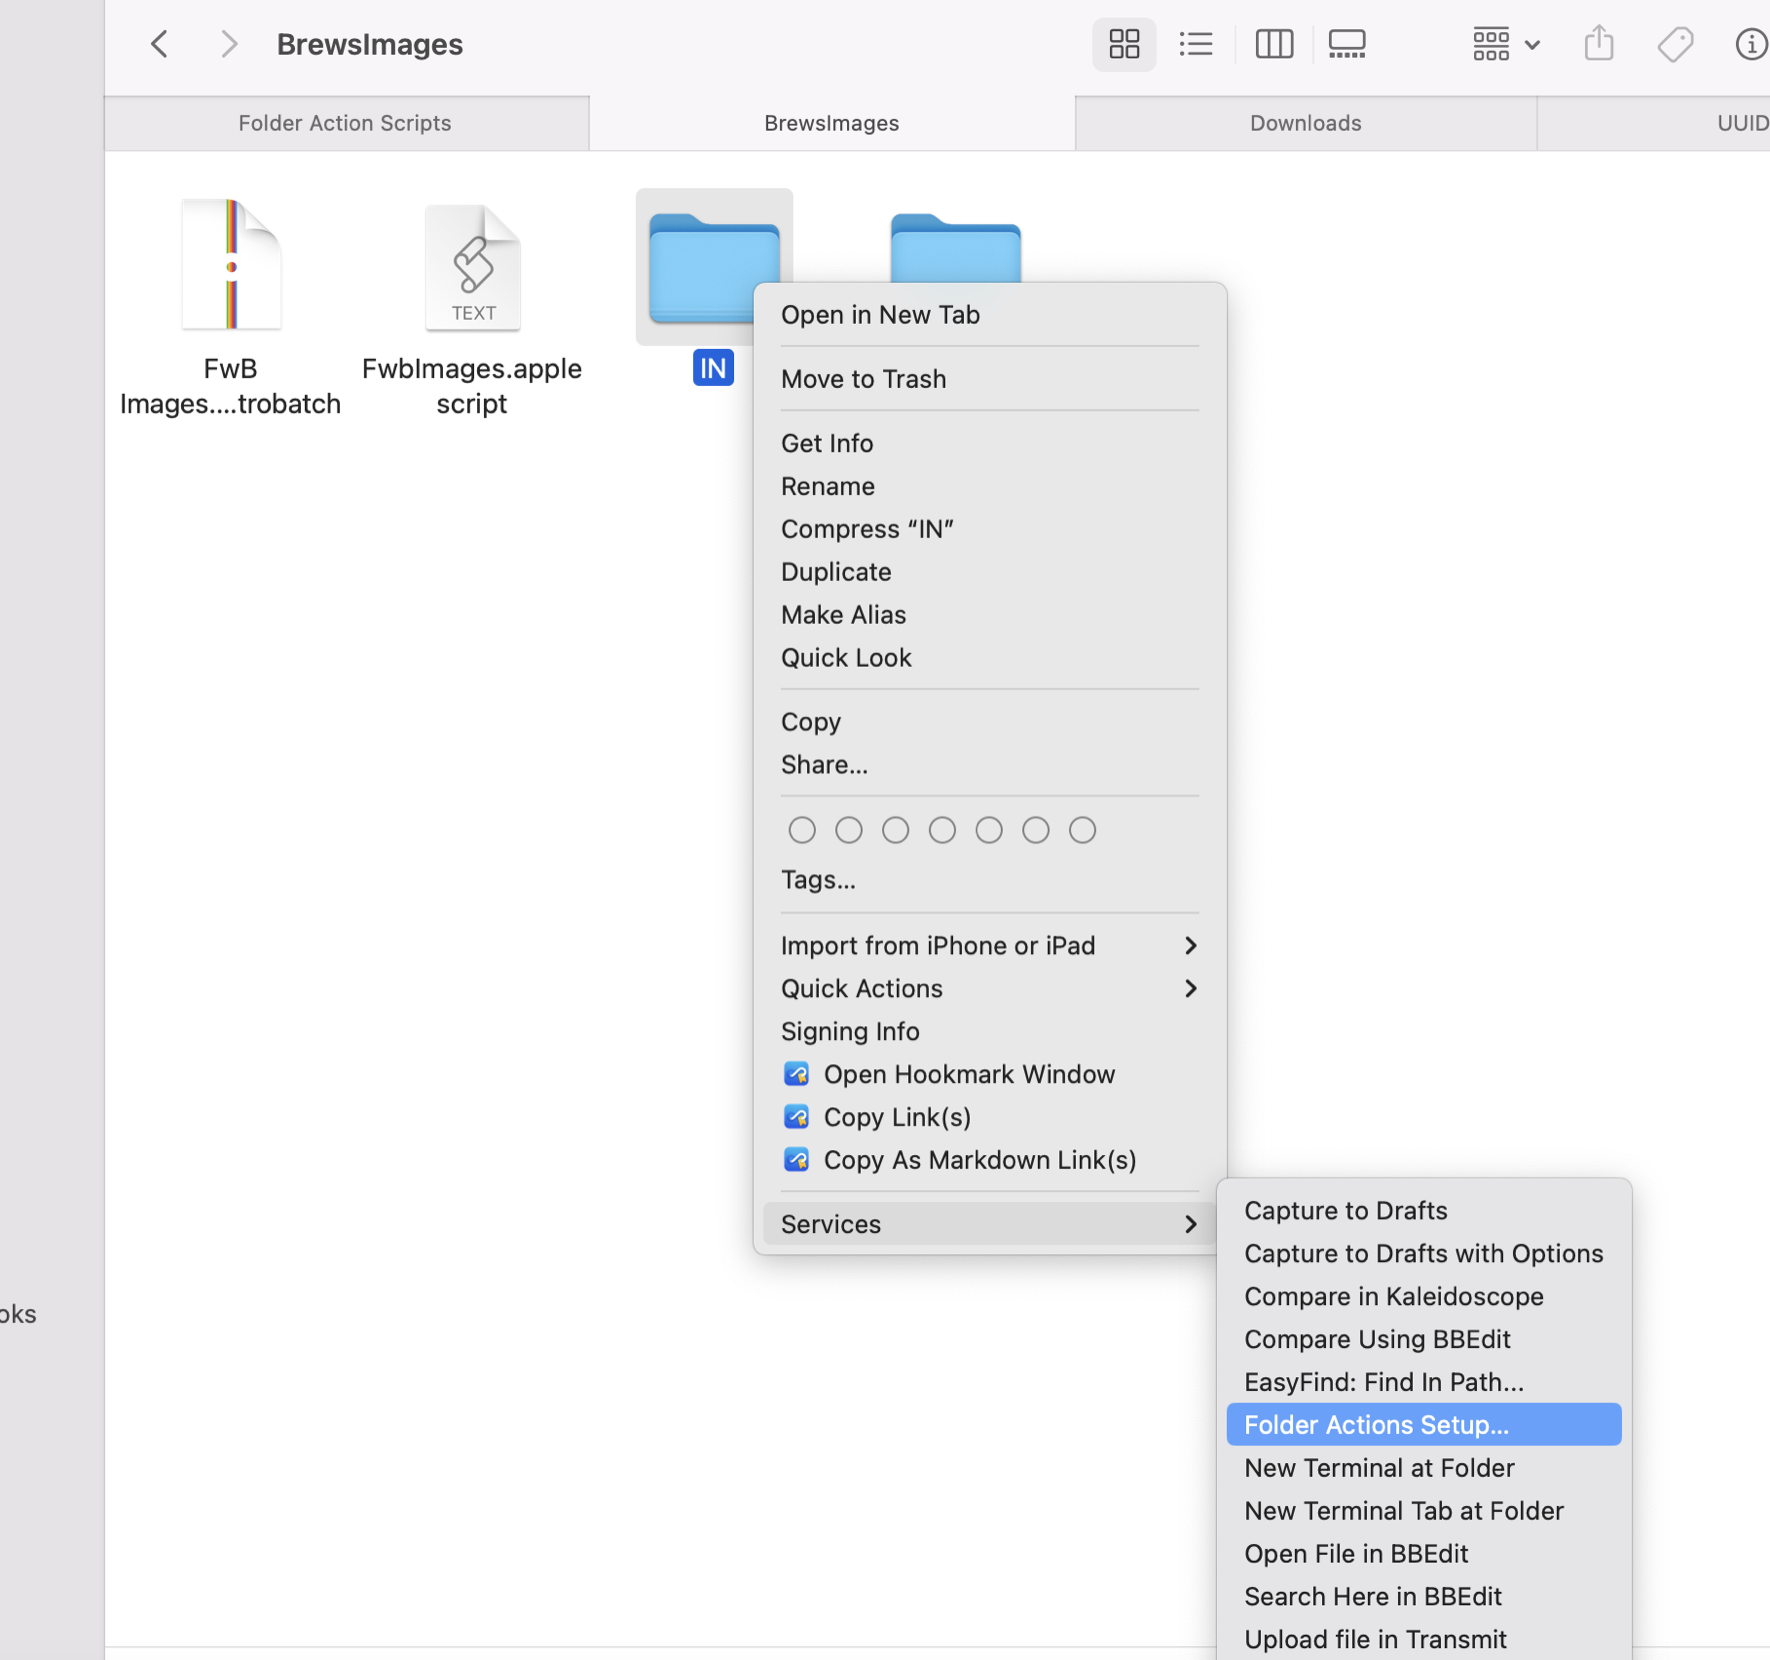 BrewsImages
Folder Action Scripts
BrewsImages
Downloads
UUID
TEXT
FwB
Images....trobatch
FwbImages.apple
script
IN
Open in New Tab
Move to Trash
Get Info
Rename
Compress “IN”
Duplicate
Make Alias
Quick Look
Copy
Share...
Tags...
Import from iPhone or iPad
Quick Actions
Signing Info
Open Hookmark Window
Copy Link(s)
Copy As Markdown Link(s)
Services
oks
Capture to Drafts
Capture to Drafts with Options
Compare in Kaleidoscope
Compare Using BBEdit
EasyFind: Find In Path...
Folder Actions Setup...
New Terminal at Folder
New Terminal Tab at Folder
Open File in BBEdit
Search Here in BBEdit
Upload file in Transmit